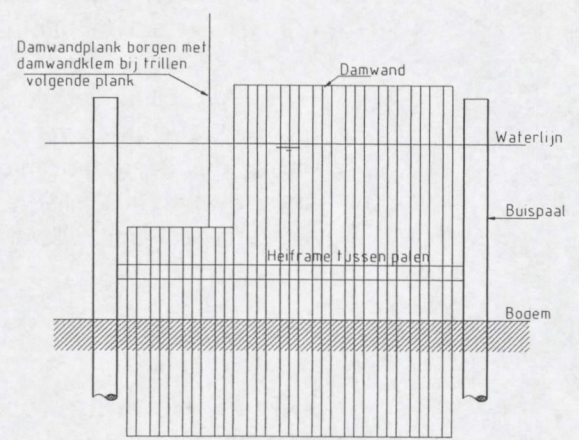 Damwandplank borgen met
damwandklem bij trillen
volgende plank
Damwand
Waterlijn
Buispaal
Heiframe tussen palen
Bodem